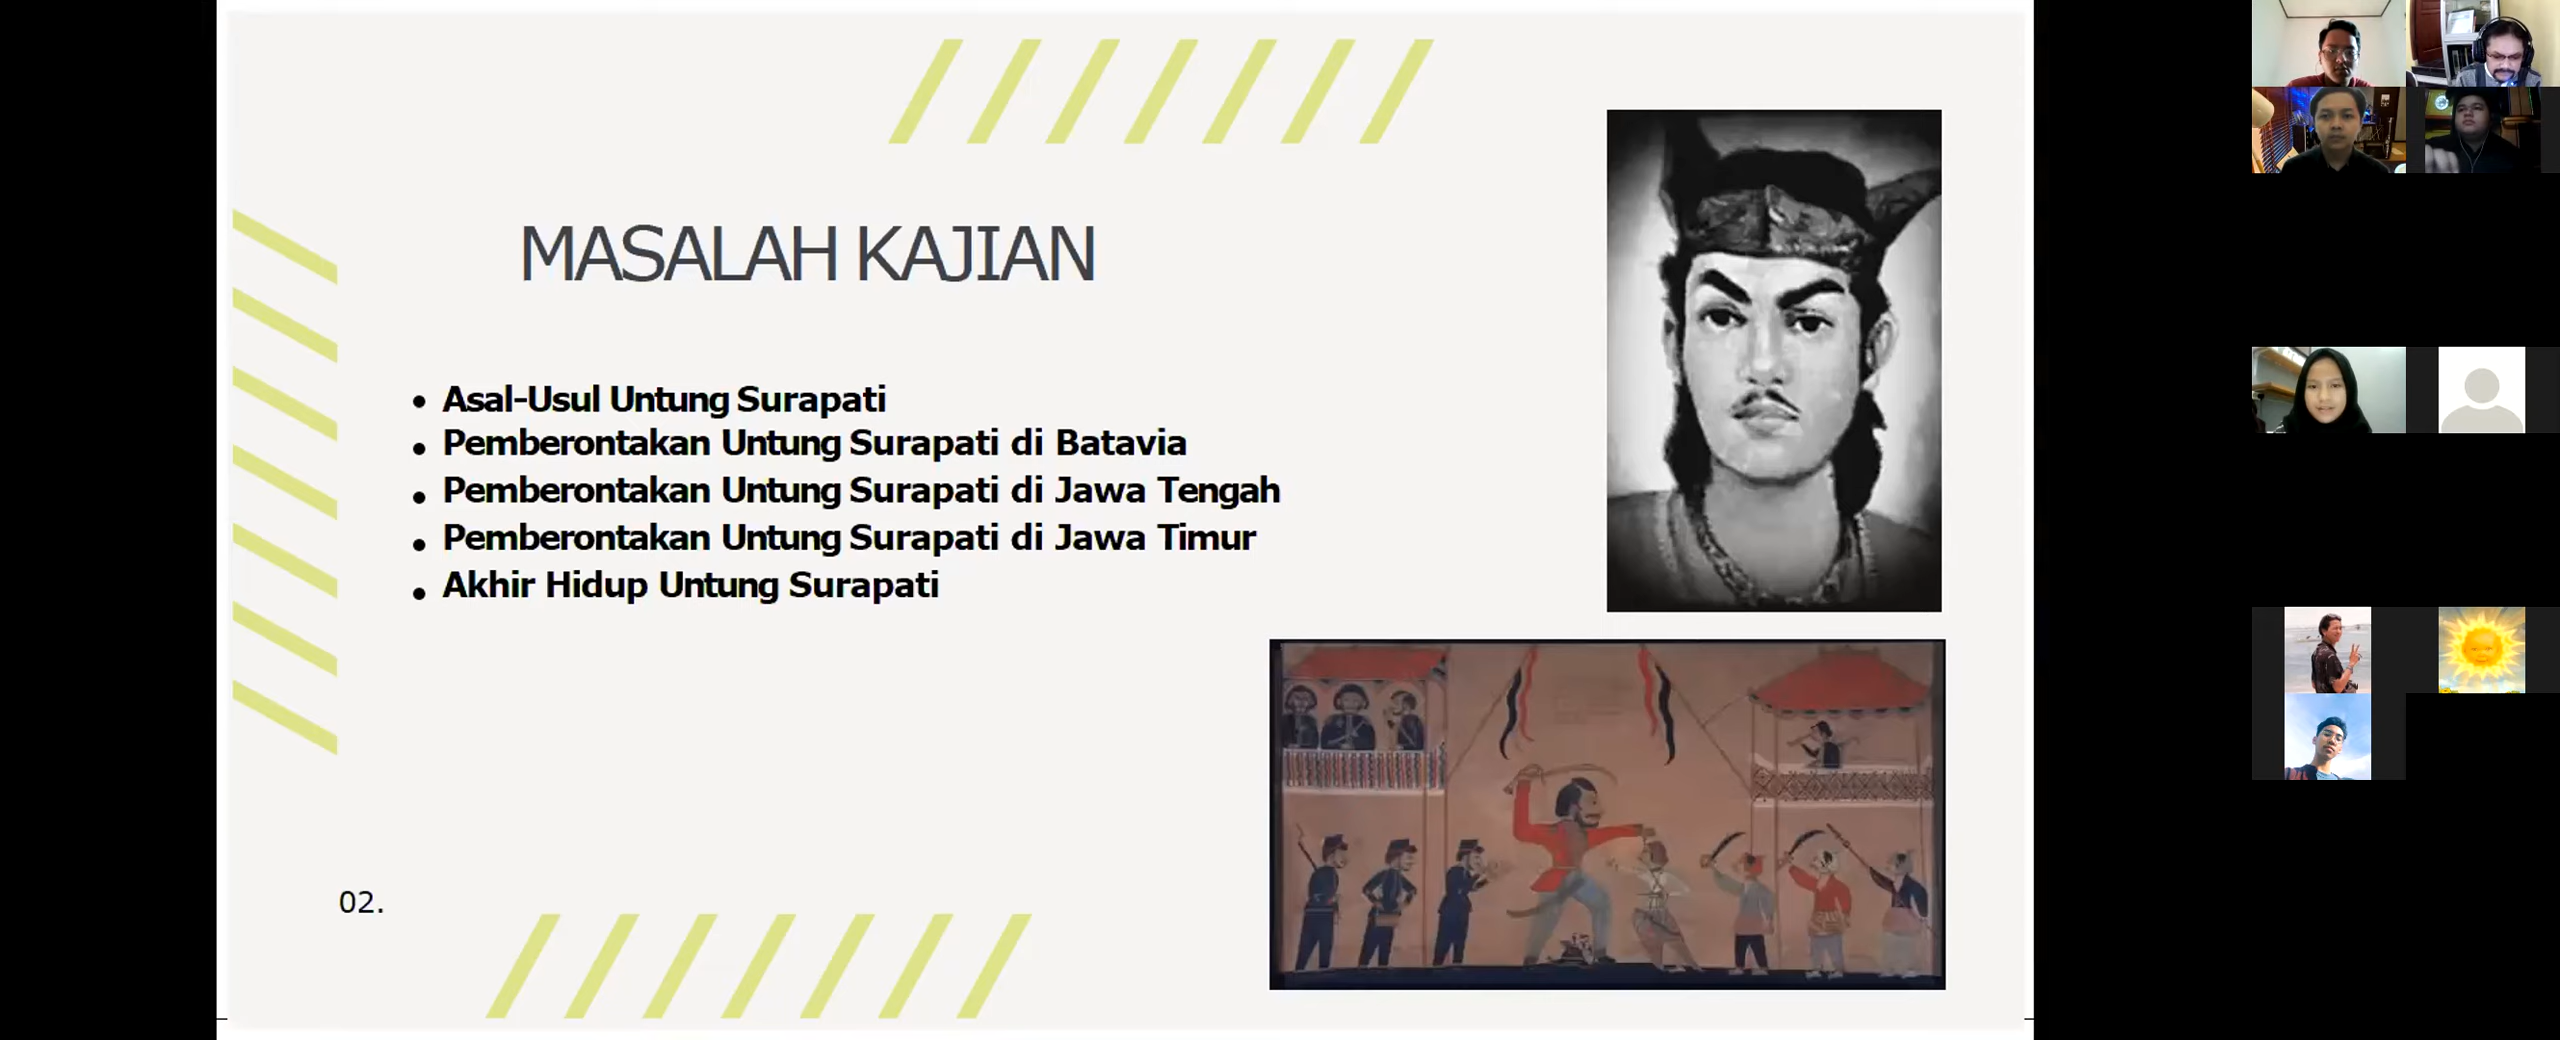 MASALAH KAJIAN
• Asal-Usul Untung Surapati
• Pemberontakan Untung Surapati di Batavia
• Pemberontakan Untung Surapati di Jawa Tengah
• Pemberontakan Untung Surapati di Jawa Timur
• Akhir Hidup Untung Surapati
02.